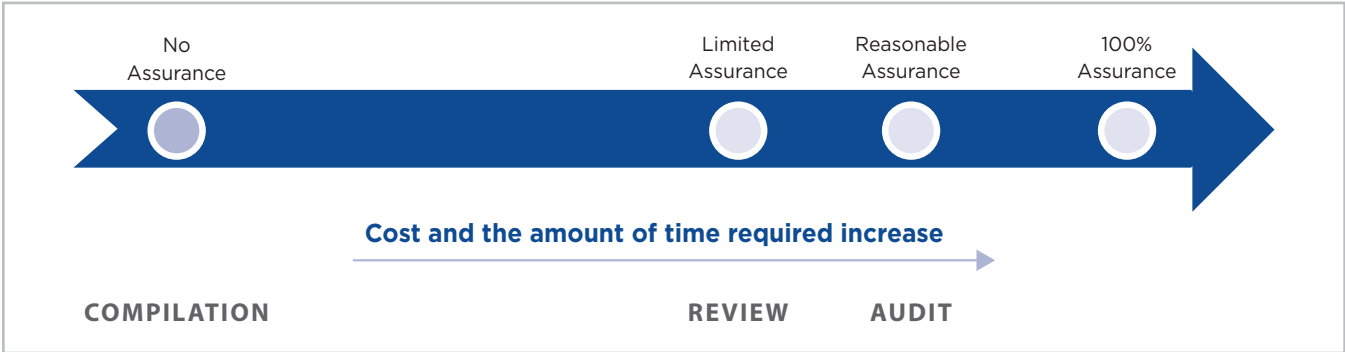 No
Assurance
Limited
Assurance
Reasonable
Assurance
100%
Assurance
Cost and the amount of time required increase
COMPILATION
REVIEW
AUDIT